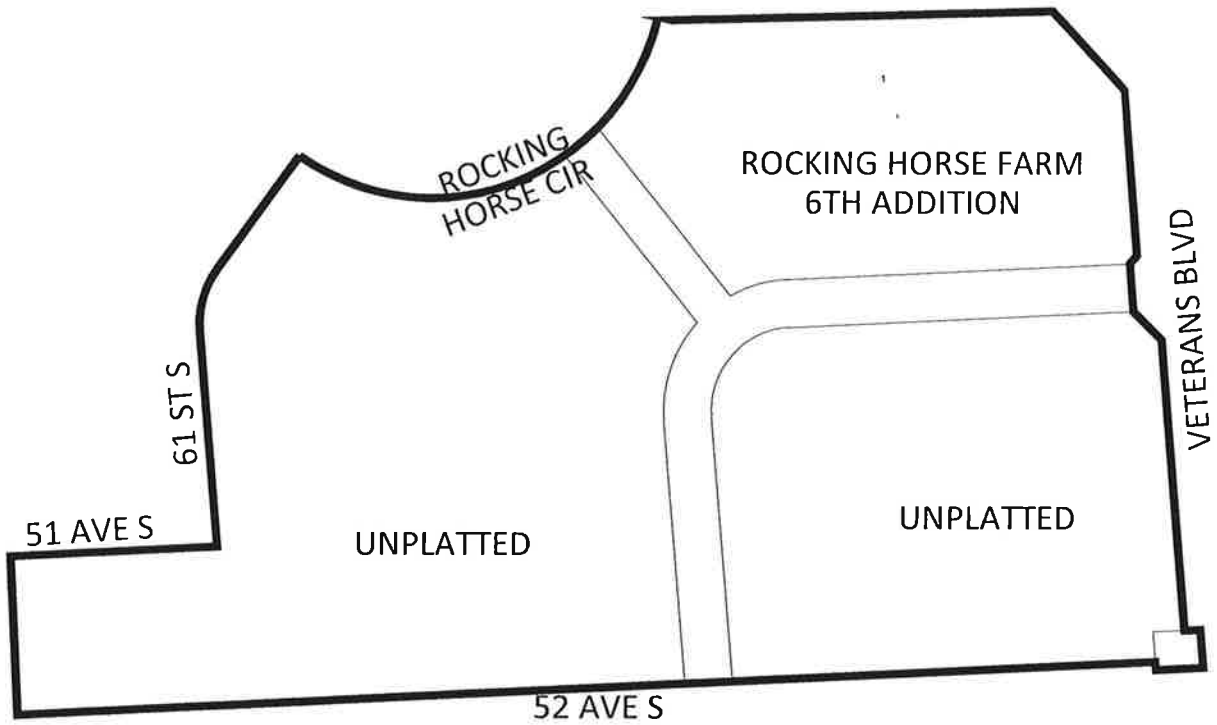 ROCKING
HORSE CIR
ROCKING HORSE FARM
6TH ADDITION
VETERANS BLVD
61 ST S
51 AVE S
UNPLATTED
UNPLATTED
52 AVE S